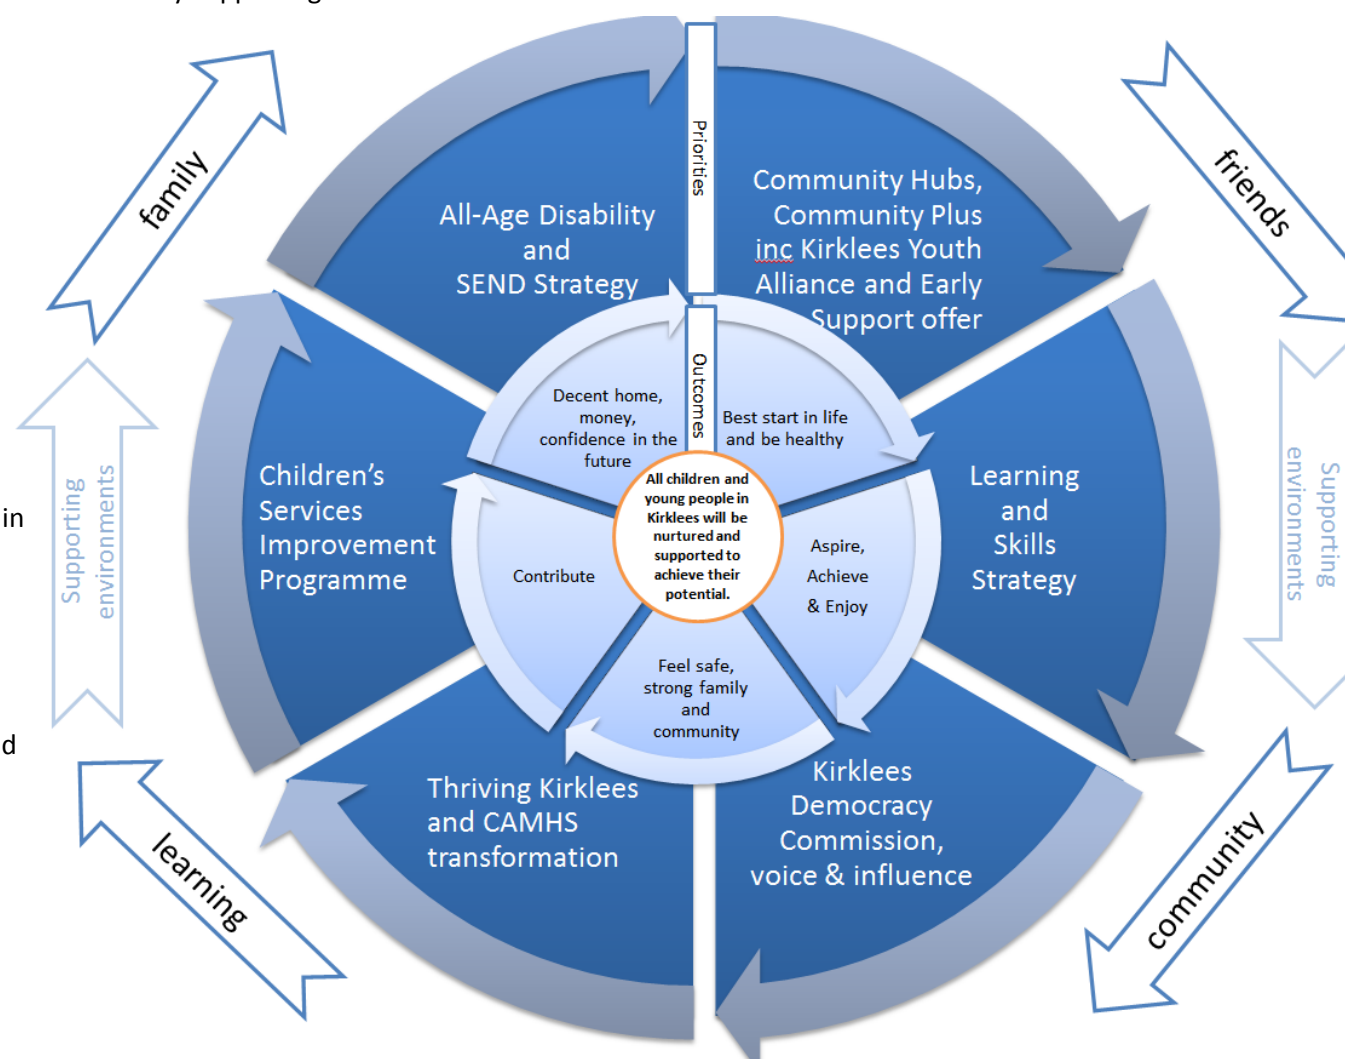 Priorities
Outcomes
family
friends
Supporting
environments
Supporting
environments
community
learning
All-Age Disability
and
SEND Strategy
Community Hubs,
Community Plus
inc Kirklees Youth
Alliance and Early
Support offer
Learning
and
Skills
Strategy
Kirklees
Democracy
Commission,
voice & influence
Thriving Kirklees
and CAMHS
transformation
Children’s
Services
Improvement
Programme
Decent home,
money,
confidence in the
future
Best start in life
and be healthy
Aspire,
Achieve
& Enjoy
Feel safe,
strong family
and
community
Contribute
All children and
young people in
Kirklees will be
nurtured and
supported to
achieve their
potential.
in
d